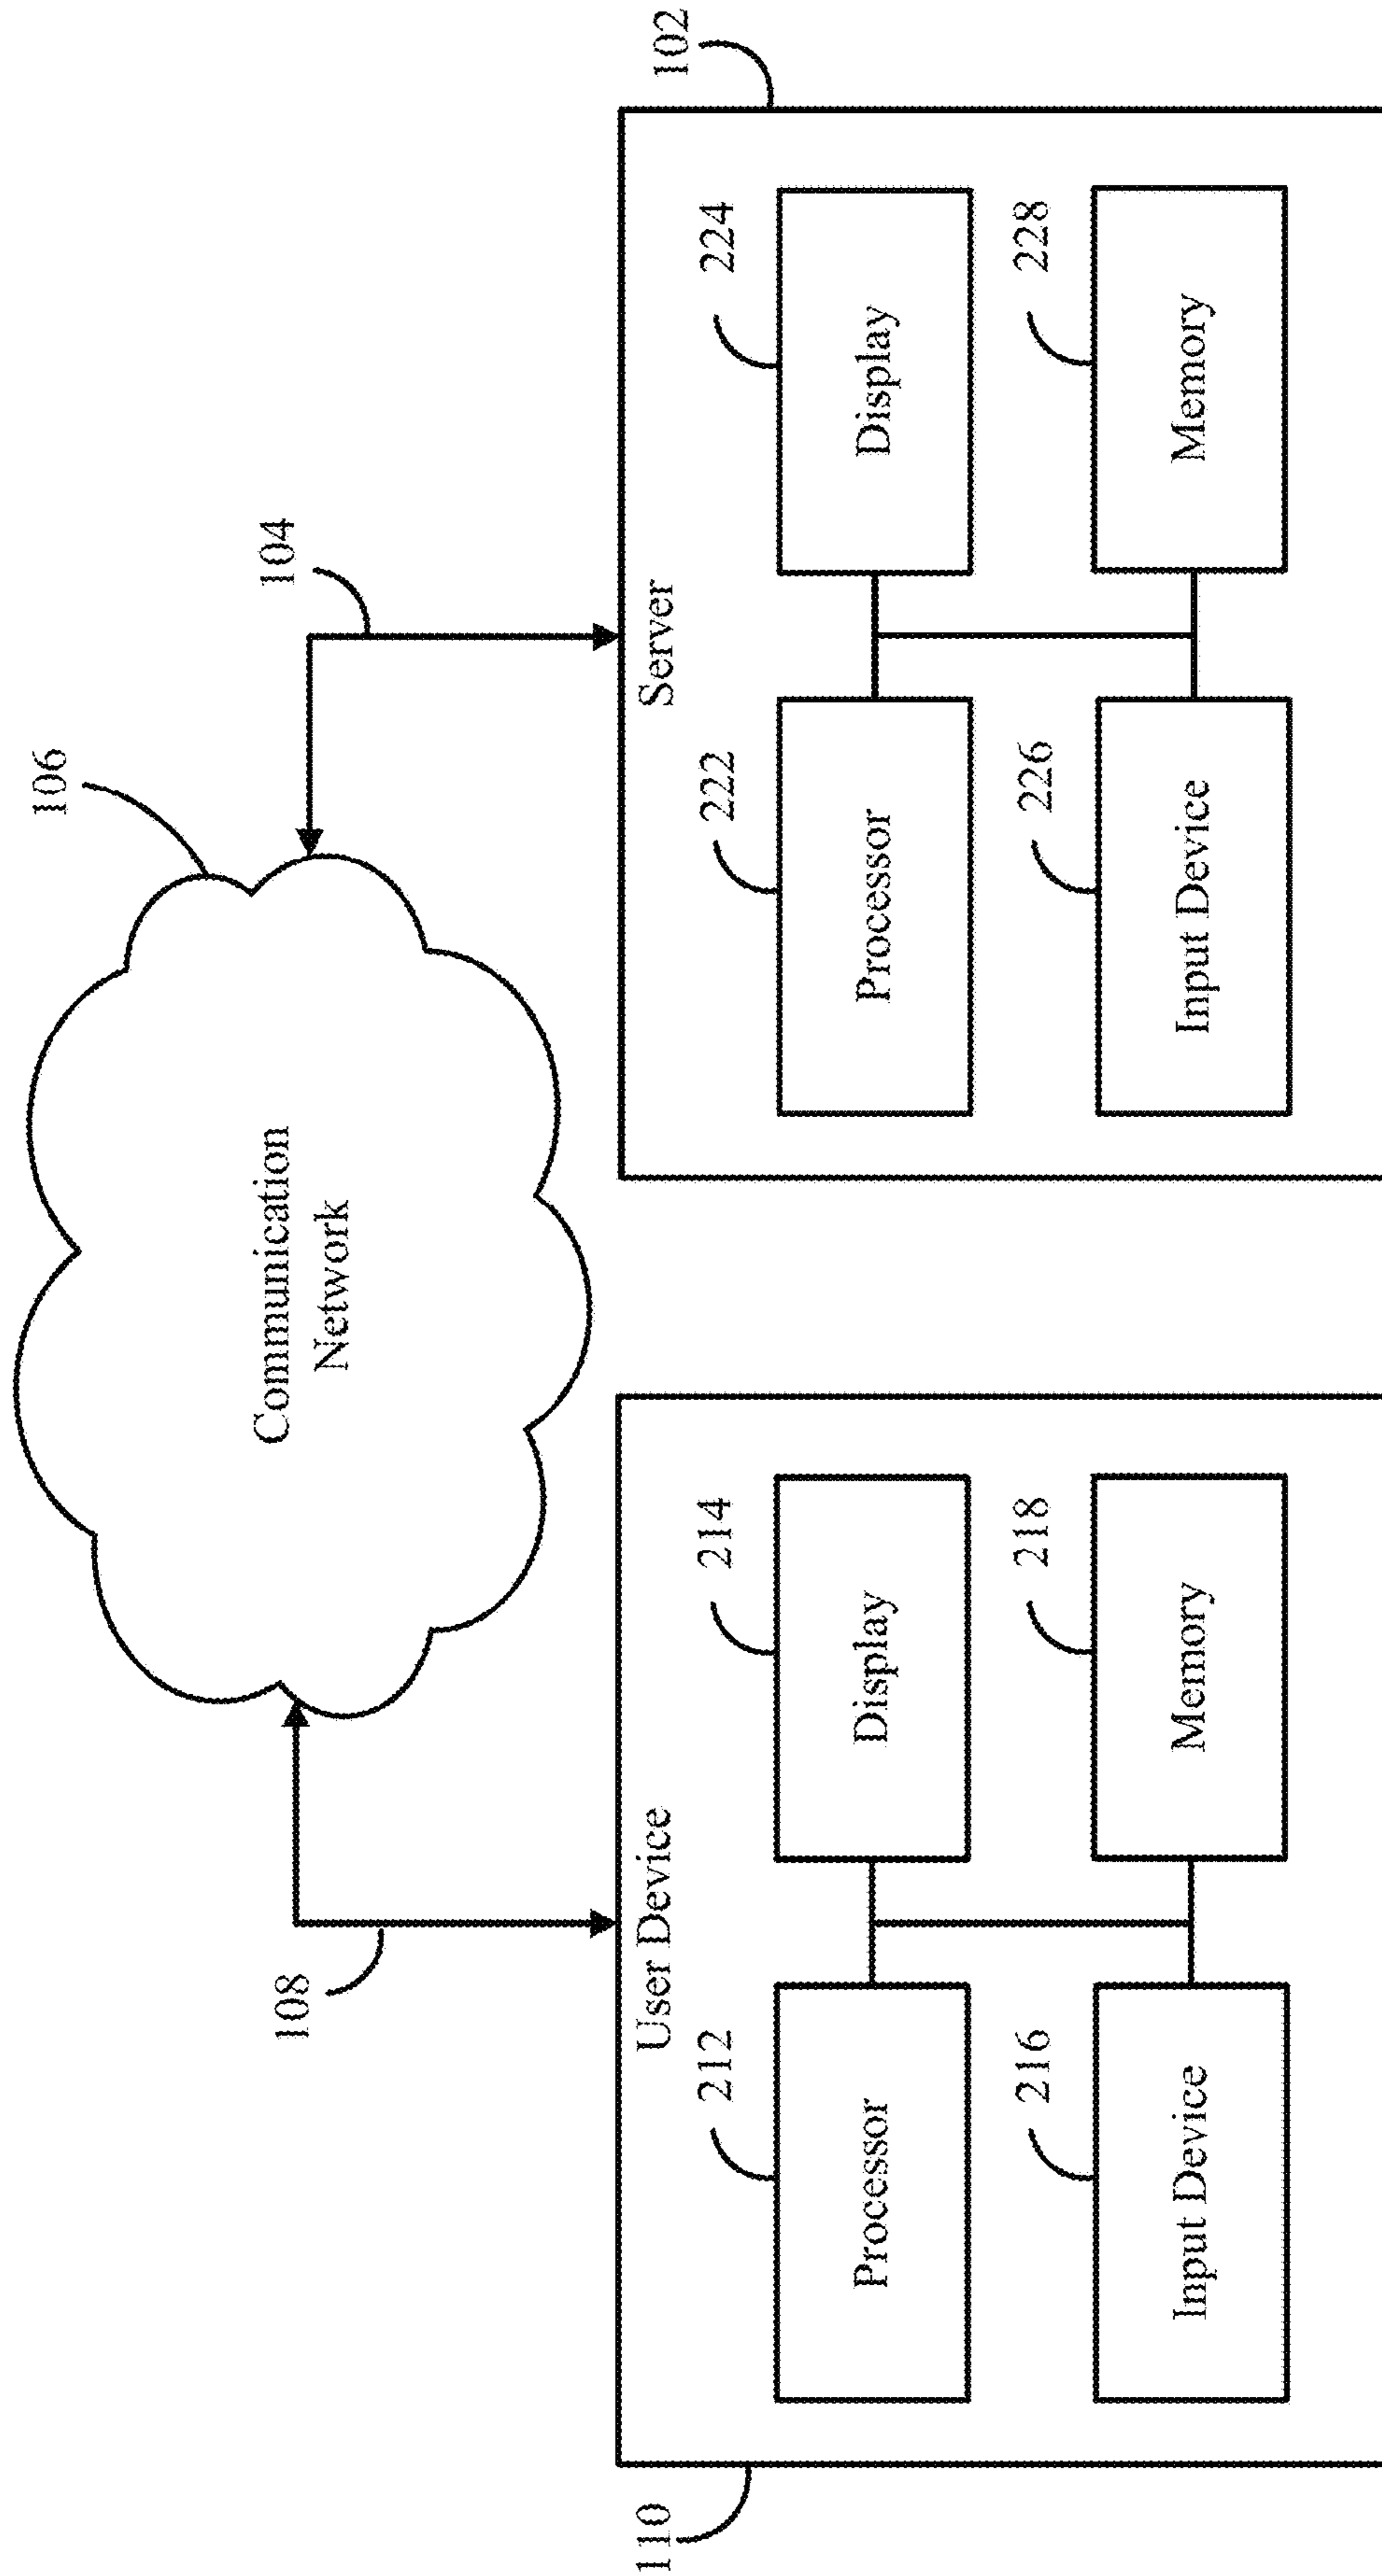 106
Communication
Network
104
108
102
110
User Device
Server
212
214
222
224
Processor
Display
Processor
Display
216
218
226
228
Input Device
Memory
Input Device
Memory